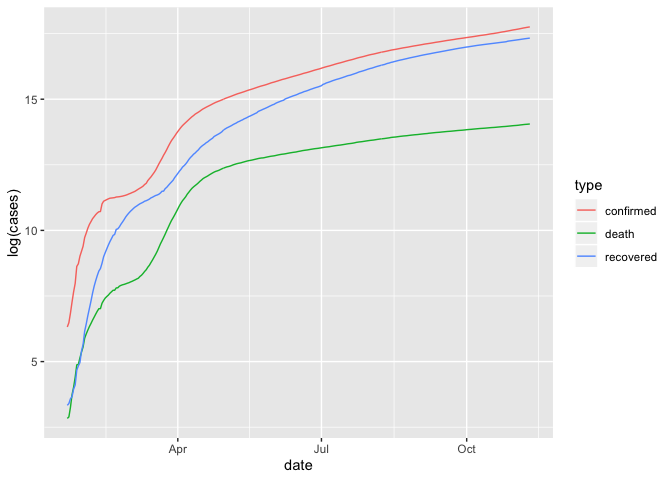 log(cases)
15
10
5
Apr
Jul
Oct
date
type
confirmed
death
recovered